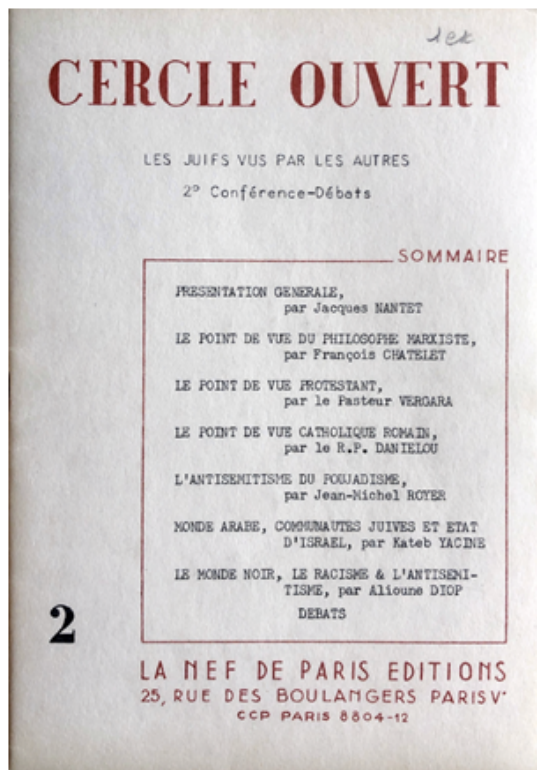 1ex
CERCLE OUVERT
LES JUIFS VUS PAR LES AUTRES
2° Conférence-Débats
SOMMAIRE
PRESENTATION GENERALE,
par Jacques NANTET
LE POINT DE VUE DU PHILOSOPHE MARXISTE,
par François CHATELET
LE POINT DE VUE PROTESTANT,
par le Pasteur VERGARA
LE POINT DE VUE CATHOLIQUE ROMAIN,
par le R.P. DANIELOU
L'ANTISEMITISME DU POUJADISME,
par Jean-Michel ROYER
MONDE ARABE, COMMUNAUTES JUIVES ET ETAT
D'ISRAEL, par Kateb YACINE
LE MONDE NOIR, LE RACISME & L'ANTISEMI-
TISME, par Alioune DIOP
DEBATS
2
LA NEF DE PARIS EDITIONS
25, RUE DES BOULANGERS PARIS V°
CCP PARIS 8804-12